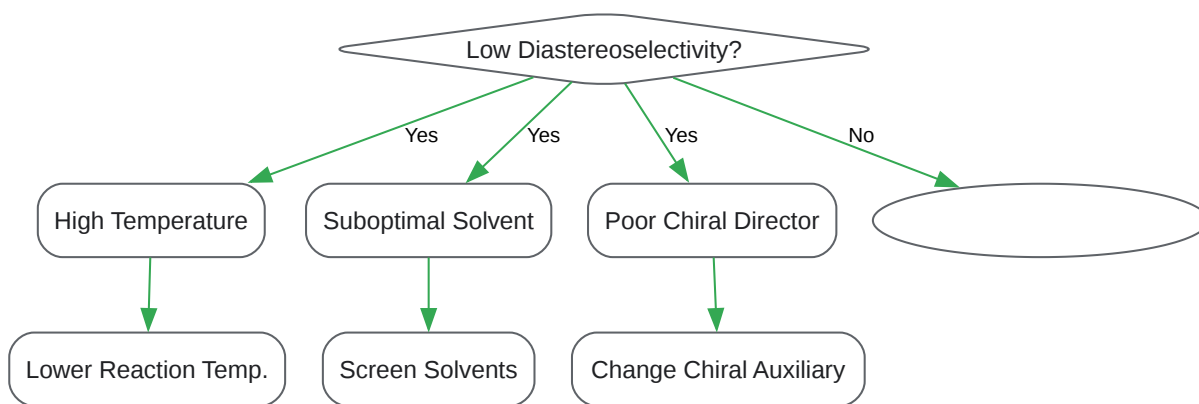 Low Diastereoselectivity?
Yes
Yes
Yes
No
High Temperature
Suboptimal Solvent
Poor Chiral Director
Lower Reaction Temp.
Screen Solvents
Change Chiral Auxiliary